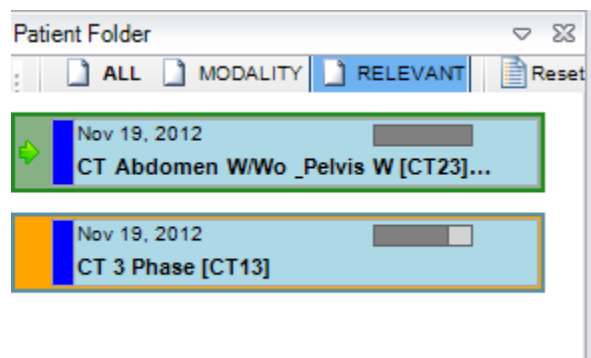 Patient Folder
ALL MODALITY RELEVANT Reset
Nov 19, 2012
CT Abdomen W/Wo _Pelvis W [CT23]...
Nov 19, 2012
CT 3 Phase [CT13]